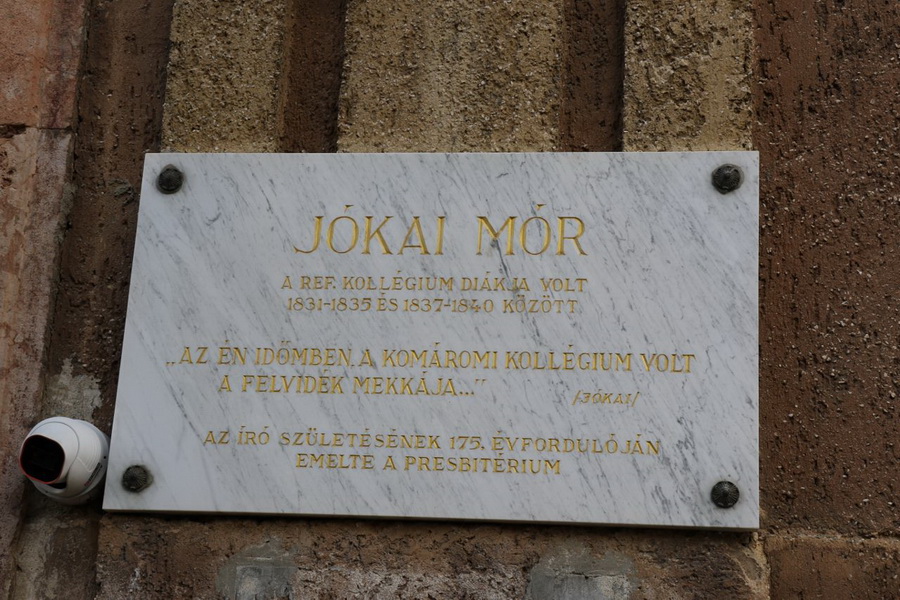 JÓKAI MÓR
A REF. KOLLÉGIUM DIÁKJA VOLT
1831-1835 ÉS 1837-1840 KÖZÖTT.
„AZ ÉN IDŐMBEN, A KOMÁROMI KOLLÉGIUM VOLT
A FELVIDÉK MEKKÁJA..."
/JÓKAI/
AZ ÍRÓ SZÜLETÉSÉNEK 175. ÉVFORDULÓJÁN
EMELTE A PRESBITÉRIUM